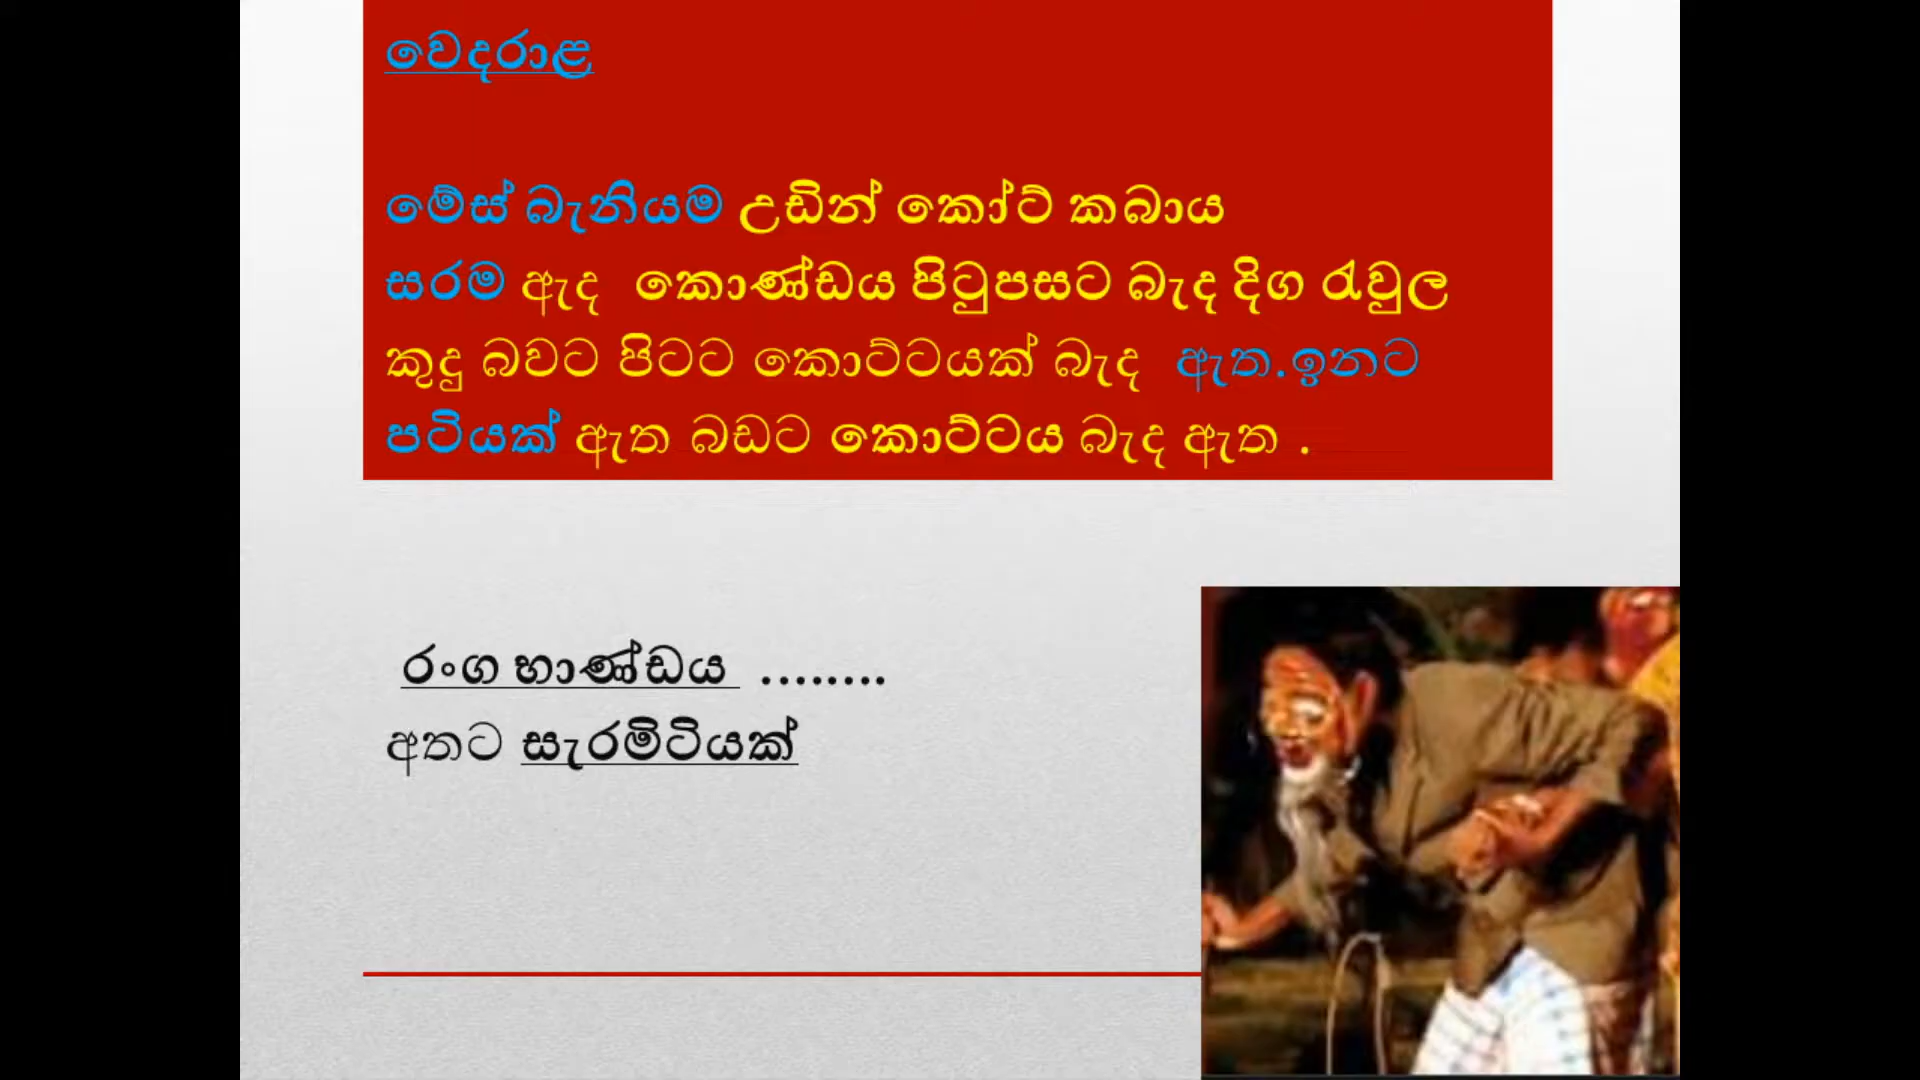 වෙදරාළ
මේස් බැනියම උඩින් කෝට් කබාය
සරම ඇඳ කොණ්ඩය පිටුපසට බැද දිග රැවුල
කුදු බවට පිටට කොට්ටයක් බැද ඇත.ඉනට
පටියක් ඇත බඩට කොට්ටය බැද ඇත .
රංග භාණ්ඩය ........
අතට සැරමිටියක්